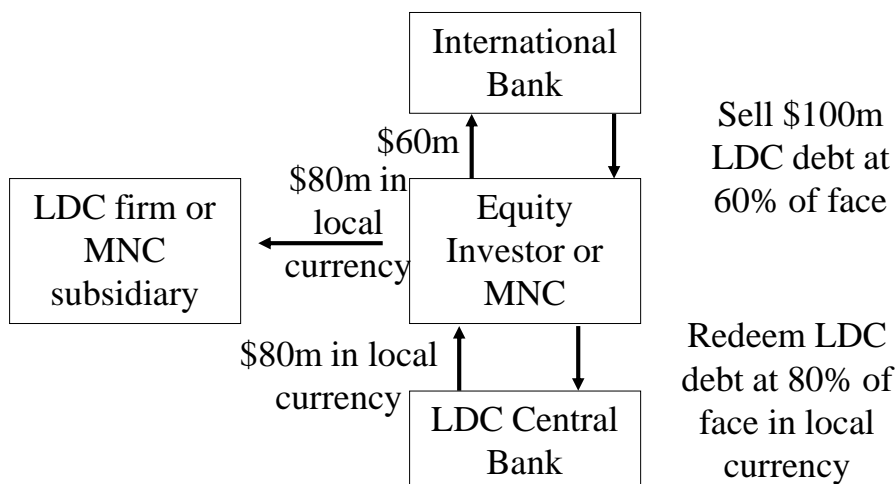 International
Bank
Sell $100m
LDC debt at
60% of face
$60m
$80m in
local
currency
LDC firm or
MNC
subsidiary
Equity
Investor or
MNC
$80m in local
currency
Redeem LDC
debt at 80% of
face in local
currency
LDC Central
Bank